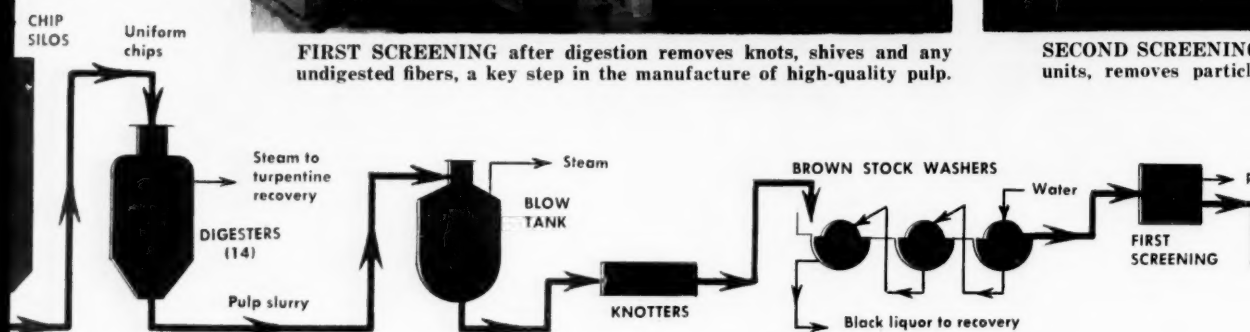 CHIP
SILOS
Uniform
chips
FIRST SCREENING after digestion removes knots, shives and any
undigested fibers, a key step in the manufacture of high-quality pulp.
SECOND SCREENING
units, removes
Steam to
turpentine
recovery
DIGESTERS
(14)
Pulp slurry
Steam
BLOW
TANK
KNOTTERS
BROWN STOCK WASHERS
Water
Black liquor to recovery
FIRST
SCREENING